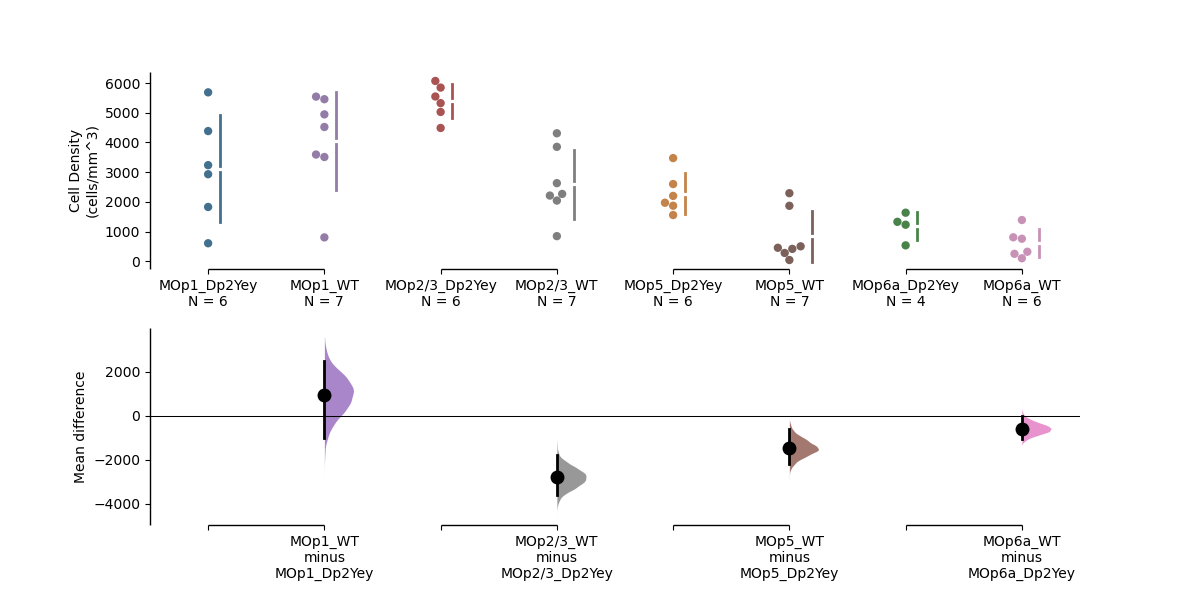 Cell Density
(cells/mm^3)
6000
5000
4000
3000
2000
1000
0
MOp1_Dp2Yey
N = 6
MOp1_WT
N = 7
MOp2/3_Dp2Yey
N = 6
MOp2/3_WT
N = 7
MOp5_Dp2Yey
N = 6
MOp5_WT
N = 7
MOp6a_Dp2Yey
N = 4
MOp6a_WT
N = 6
Mean difference
2000
0
−2000
−4000
MOp1_WT
minus
MOp1_Dp2Yey
MOp2/3_WT
minus
MOp2/3_Dp2Yey
MOp5_WT
minus
MOp5_Dp2Yey
MOp6a_WT
minus
MOp6a_Dp2Yey